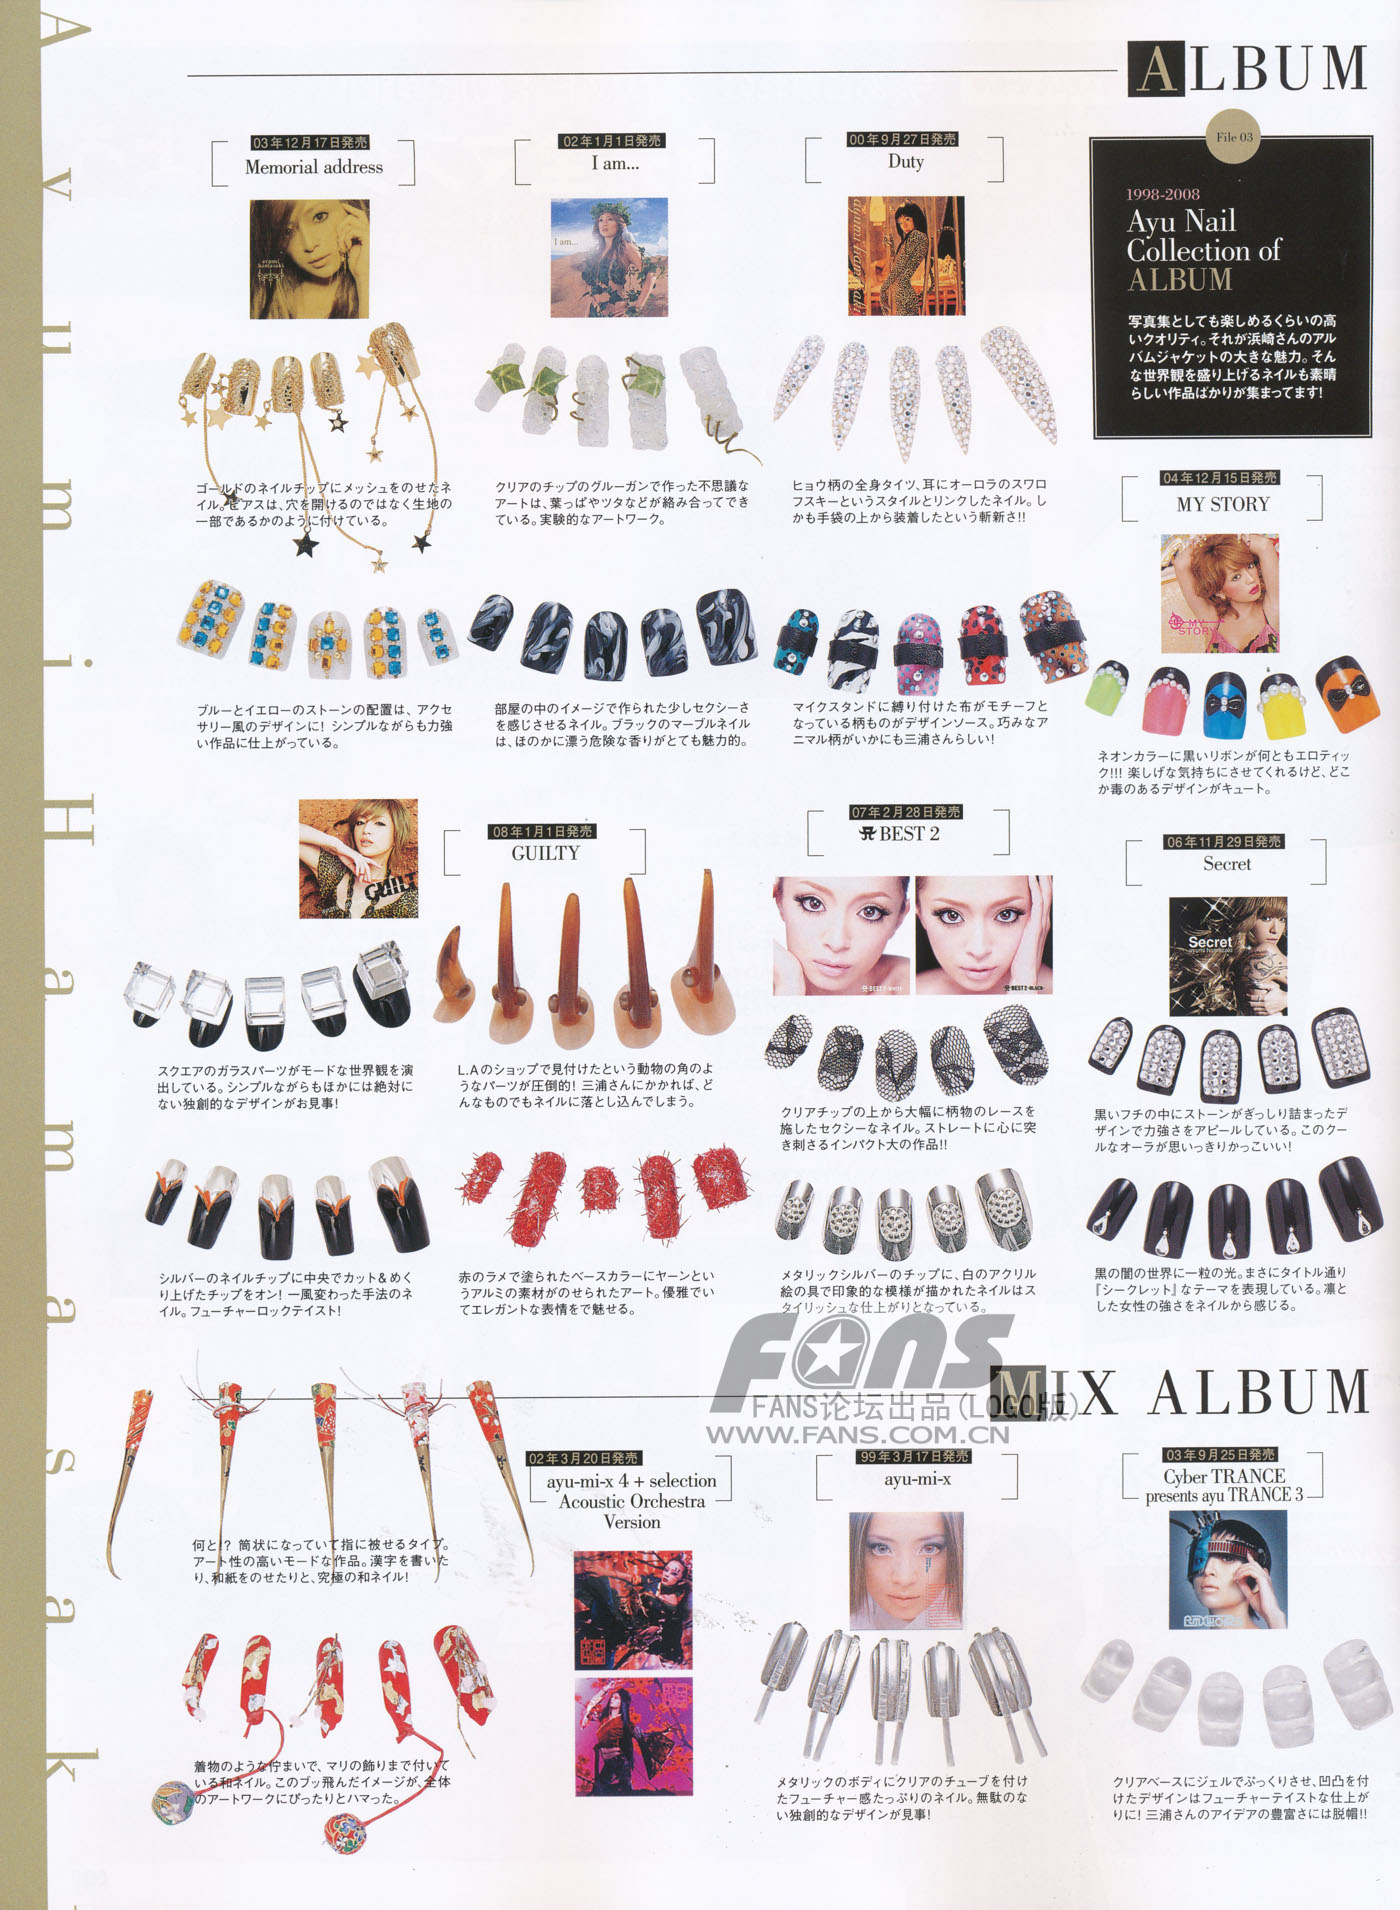 Ayumi Hamasak
ALBUM
File 03
1998-2008
Ayu Nail
Collection of
ALBUM
写真集としても楽しめるくらいの高
いクオリティ。それが浜崎さんのアル
バムジャケットの大きな魅力。そん
な世界観を盛り上げるネイルも素晴
らしい作品ばかりが集まってます!
03年12月17日発売
Memorial address
ayumi hamasaki
ゴールドのネイルチップにメッシュをのせたネ
イル。ピアスは、穴を開けるのではなく生地の
一部であるかのように付けている。
ブルーとイエローのストーンの配置は、アクセ
サリー風のデザインに! シンプルながらも力強
い作品に仕上がっている。
02年1月1日発売
I am...
I am...
クリアのチップのグルーガンで作った不思議な
アートは、葉っぱやツタなどが絡み合ってでき
ている。実験的なアートワーク。
部屋の中のイメージで作られた少しセクシーさ
を感じさせるネイル。ブラックのマーブルネイル
は、ほのかに漂う危険な香りがとても魅力的。
00年9月27日発売
Duty
ayumi hamasaki
ヒョウ柄の全身タイツ、耳にオーロラのスワロ
フスキーというスタイルとリンクしたネイル。し
かも手袋の上から装着したという斬新さ!!
マイクスタンドに縛り付けた布がモチーフと
なっている柄ものがデザインソース。巧みなア
ニマル柄がいかにも三浦さんらしい!
04年12月15日発売
MY STORY
MY STORY
ネオンカラーに黒いリボンが何ともエロティッ
ク!!! 楽しげな気持ちにさせてくれるけど、どこ
か毒のあるデザインがキュート。
08年1月1日発売
GUILTY
GUILT
スクエアのガラスパーツがモードな世界観を演
出している。シンプルながらもほかには絶対に
ない独創的なデザインがお見事!
L.Aのショップで見付けたという動物の角のよ
うなパーツが圧倒的! 三浦さんにかかれば、ど
んなものでもネイルに落とし込んでしまう。
シルバーのネイルチップに中央でカット&めく
り上げたチップをオン! 一風変わった手法のネ
イル。フューチャーロックテイスト!
赤のラメで塗られたベースカラーにヤーンとい
うアルミの素材がのせられたアート。優雅でい
てエレガントな表情を魅せる。
07年2月28日発売
A BEST 2
A BEST2 -WHITE-
A BEST2 -BLACK-
クリアチップの上から大幅に柄物のレースを
施したセクシーなネイル。ストレートに心に突
き刺さるインパクト大の作品!!
メタリックシルバーのチップに、白のアクリル
絵の具で印象的な模様が描かれたネイルはス
タイリッシュな仕上がりとなっている。
06年11月29日発売
Secret
Secret
ayumi hamasaki
黒いフチの中にストーンがぎっしり詰まったデ
ザインで力強さをアピールしている。このクー
ルなオーラが思いっきりかっこいい!
黒の闇の世界に一粒の光。まさにタイトル通り
『シークレット』なテーマを表現している。凛と
した女性の強さをネイルから感じる。
FANS
FANS论坛出品(LOGO版)
WWW.FANS.COM.CN
MIX ALBUM
02年3月20日発売
ayu-mi-x 4 + selection
Acoustic Orchestra
Version
何と!? 筒状になっていて指に被せるタイプ。
アート性の高いモードな作品。漢字を書いた
り、和紙をのせたりと、究極の和ネイル!
着物のような佇まいで、マリの飾りまで付いて
いる和ネイル。このブッ飛んだイメージが、全体
のアートワークにぴったりとハマった。
99年3月17日発売
ayu-mi-x
メタリックのボディにクリアのチューブを付け
たフューチャー感たっぷりのネイル。無駄のな
い独創的なデザインが見事!
03年9月25日発売
Cyber TRANCE
presents ayu TRANCE 3
クリアベースにジェルでぷっくりさせ、凹凸を付
けたデザインはフューチャーテイストな仕上が
りに! 三浦さんのアイデアの豊富さには脱帽!!